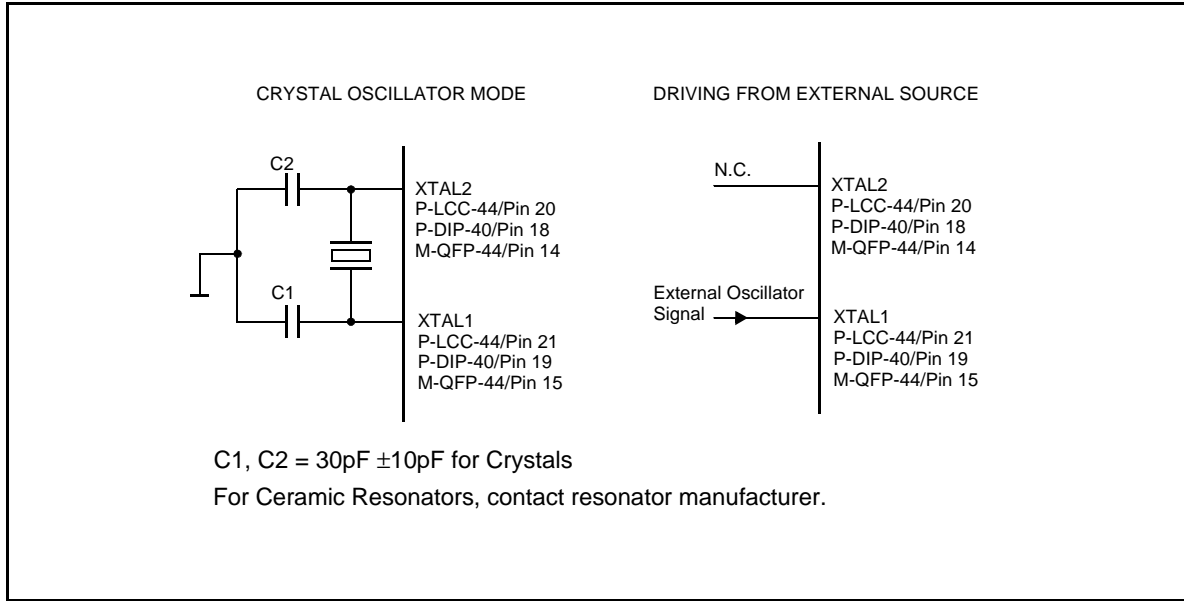 CRYSTAL OSCILLATOR MODE
C2
XTAL2
P-LCC-44/Pin 20
P-DIP-40/Pin 18
M-QFP-44/Pin 14
C1
XTAL1
P-LCC-44/Pin 21
P-DIP-40/Pin 19
M-QFP-44/Pin 15
DRIVING FROM EXTERNAL SOURCE
N.C.
XTAL2
P-LCC-44/Pin 20
P-DIP-40/Pin 18
M-QFP-44/Pin 14
External Oscillator
Signal
XTAL1
P-LCC-44/Pin 21
P-DIP-40/Pin 19
M-QFP-44/Pin 15
C1, C2 = 30pF ±10pF for Crystals
For Ceramic Resonators, contact resonator manufacturer.